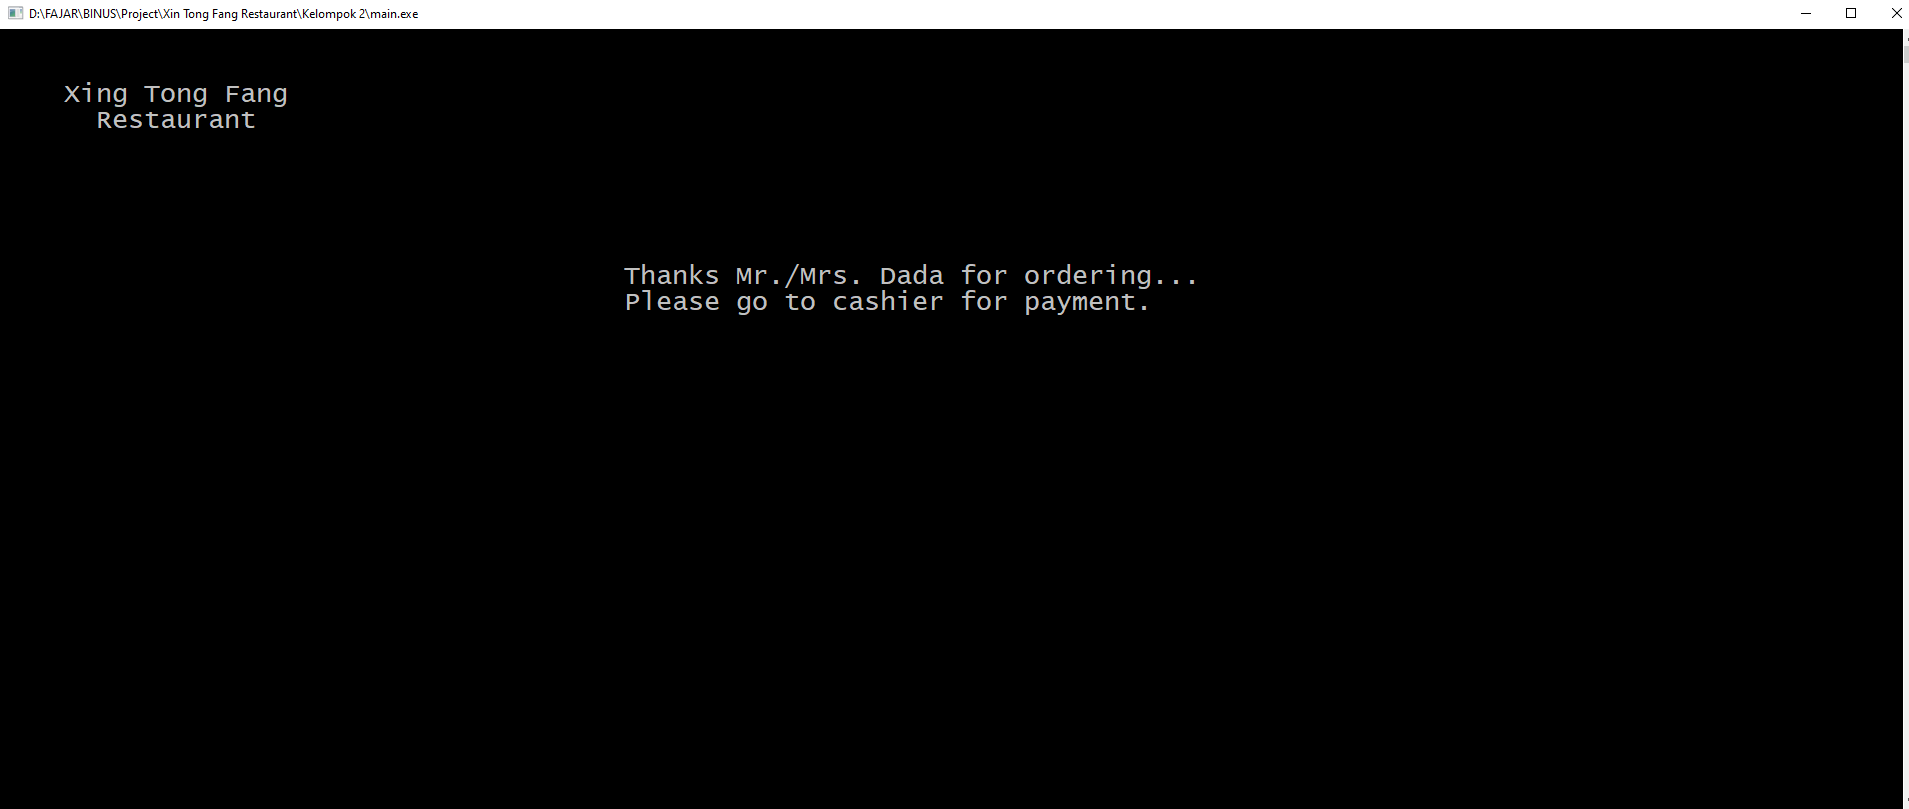 D:\FAJAR\BINUS\Project\Xin Tong Fang Restaurant\Kelompok 2\main.exe
Xing Tong Fang
Restaurant
Thanks Mr./Mrs. Dada for ordering...
Please go to cashier for payment.